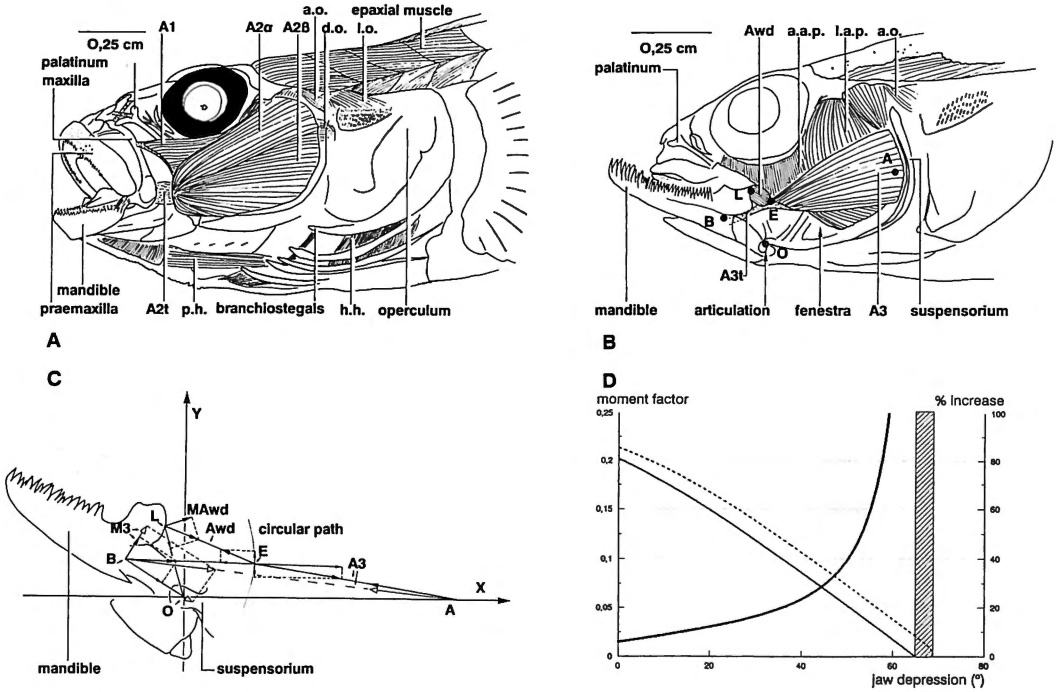 a.o. epaxial muscle
A1 A2α A2ß d.o. l.o.
O,25 cm
palatinum
maxilla
mandible
praemaxilla A2t p.h. branchiostegals h.h. operculum
A
O,25 cm
Awd a.a.p. l.a.p. a.o.
palatinum
A
L
E
B
O
A3t
mandible articulation fenestra A3 suspensorium
B
C
Y
L
MAwd
Awd
M3
circular path
B
E
A3
X
O
A
mandible
suspensorium
D
moment factor
% Increase
0,25
0,2
0,15
0,1
0,05
0
100
80
60
40
20
0
0 20 40 60 80
jaw depression (°)